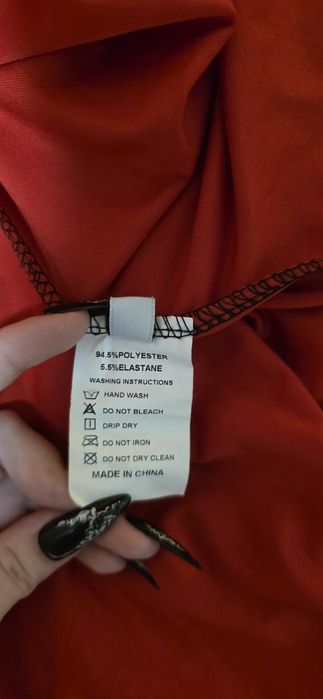 94.5%POLYESTER
5.5%ELASTANE
WASHING INSTRUCTIONS
HAND WASH
DO NOT BLEACH
DRIP DRY
DO NOT IRON
DO NOT DRY CLEAN
MADE IN CHINA